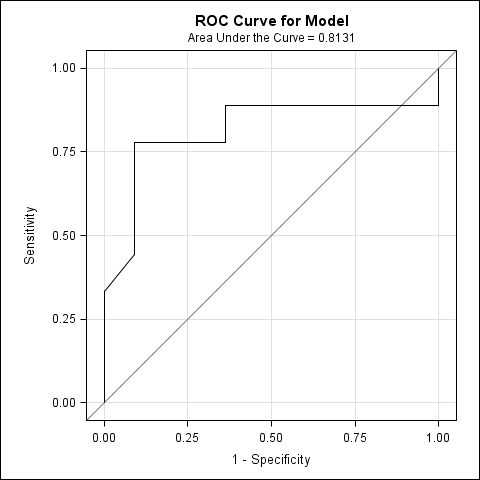 ROC Curve for Model
Area Under the Curve = 0.8131
1.00
0.75
0.50
0.25
0.00
Sensitivity
0.00 0.25 0.50 0.75 1.00
1 - Specificity